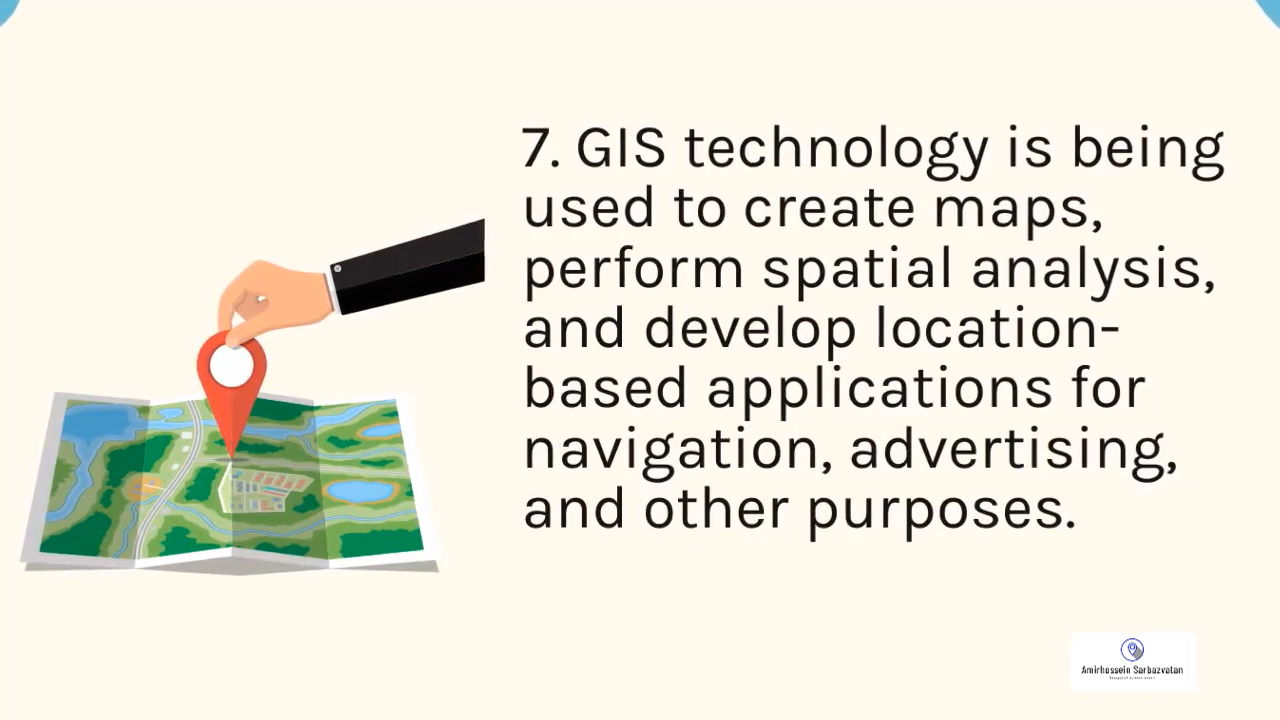 7. GIS technology is being
used to create maps,
perform spatial analysis,
and develop location-
based applications for
navigation, advertising,
and other purposes.
Amirhossein Sarbazvatan